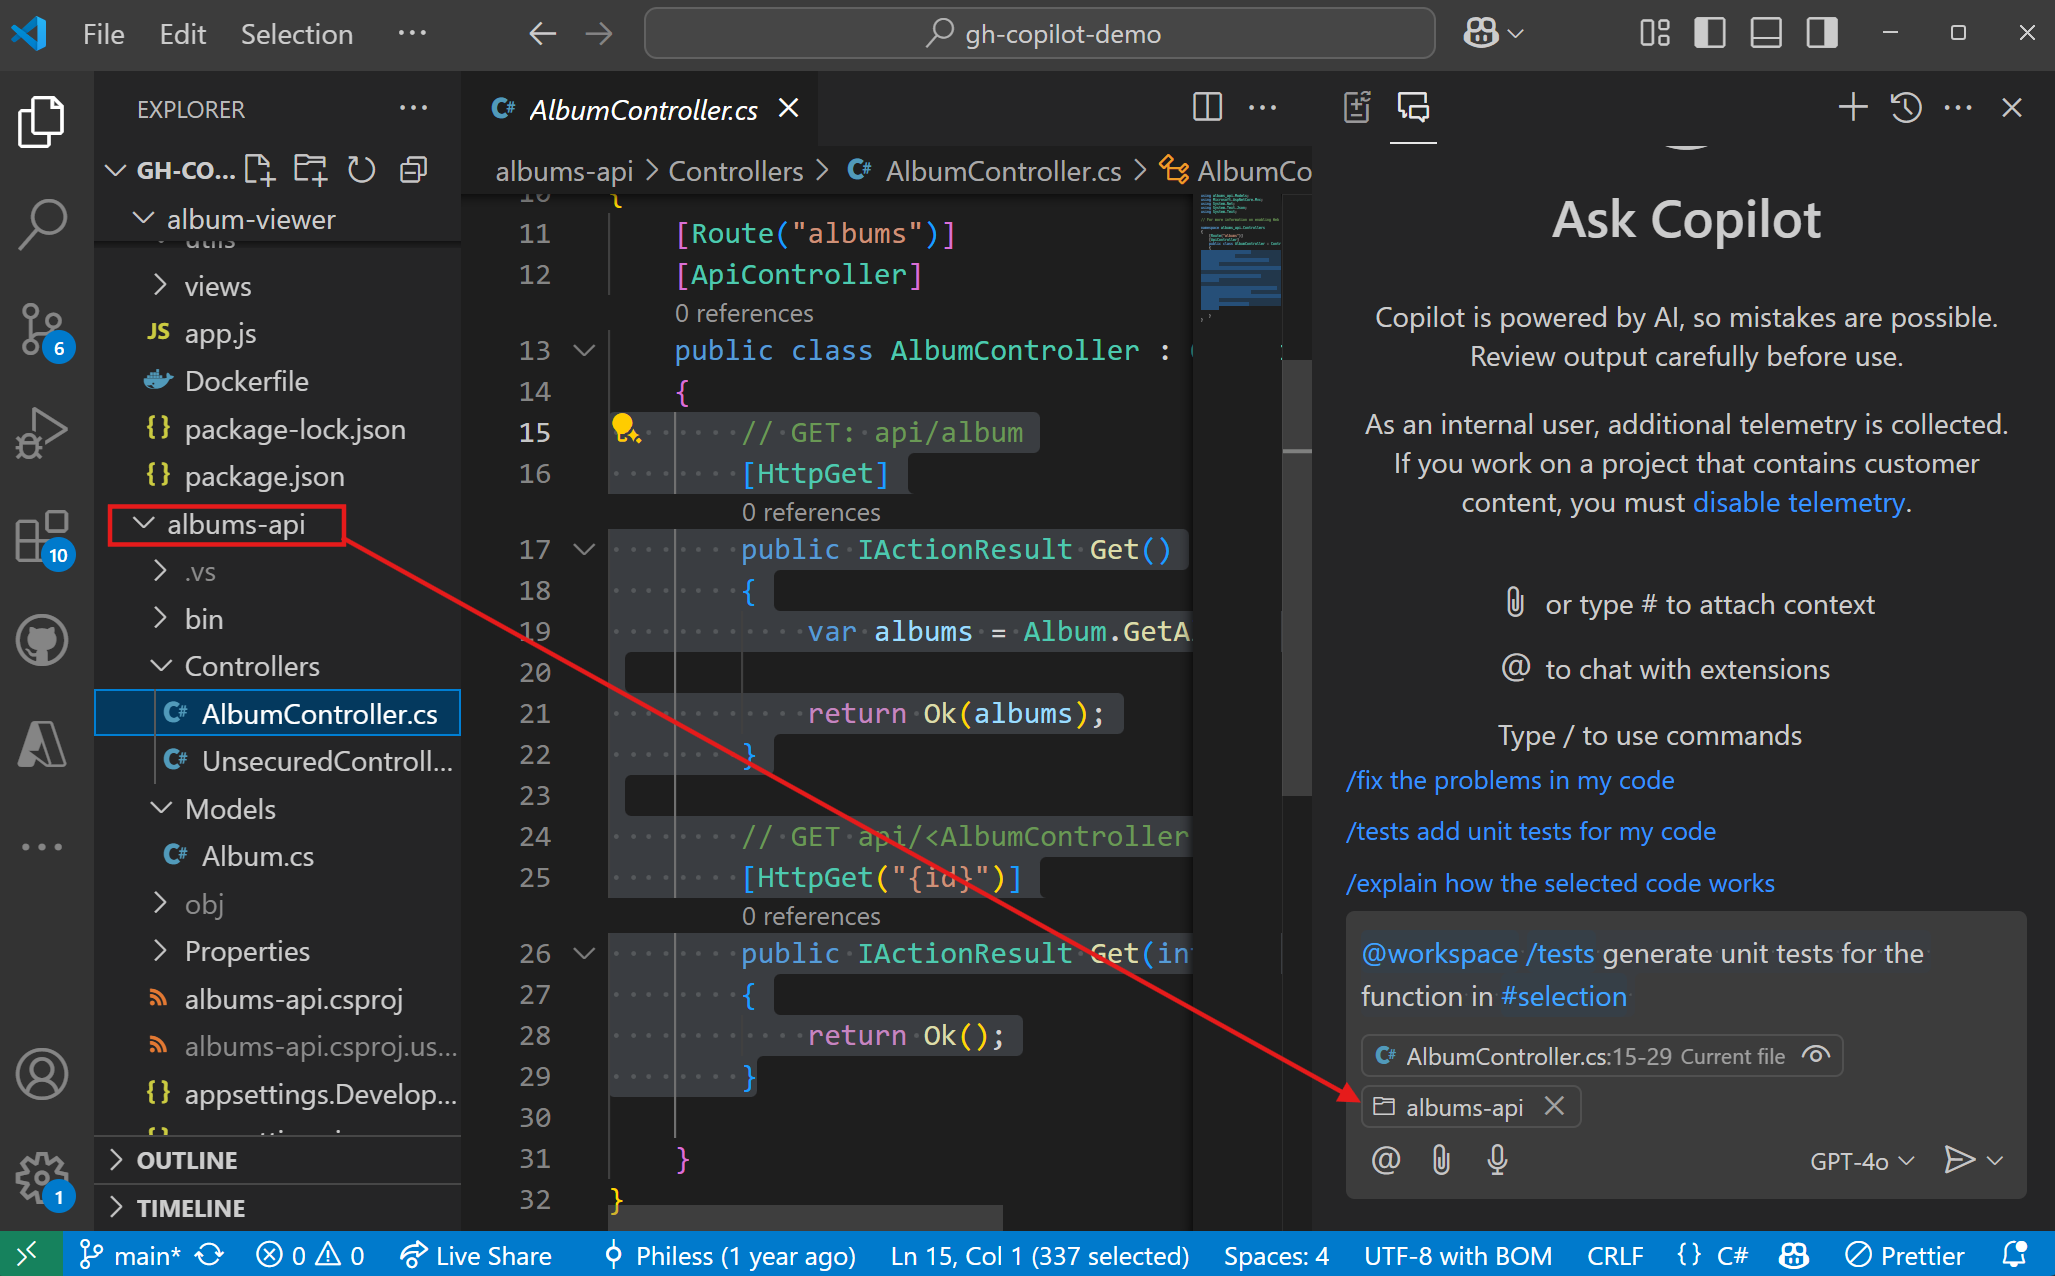 File Edit Selection ···
gh-copilot-demo
EXPLORER
GH-CO...
album-viewer
utils
views
JS app.js
Dockerfile
{} package-lock.json
{} package.json
albums-api
.vs
bin
Controllers
C# AlbumController.cs
C# UnsecuredControll...
Models
C# Album.cs
obj
Properties
albums-api.csproj
albums-api.csproj.us...
{} appsettings.Develop...
OUTLINE
TIMELINE
6
10
1
C# AlbumController.cs
albums-api > Controllers > C# AlbumController.cs > AlbumCo
10 {
11 [Route("albums")]
12 [ApiController]
0 references
13 public class AlbumController :
14 {
15 // GET: api/album
16 [HttpGet]
0 references
17 public IActionResult Get()
18 {
19 var albums = Album.GetA
20
21 return Ok(albums);
22 }
23
24 // GET api/<AlbumController
25 [HttpGet("{id}")]
0 references
26 public IActionResult Get(int
27 {
28 return Ok();
29 }
30
31 }
32 }
Ask Copilot
Copilot is powered by AI, so mistakes are possible.
Review output carefully before use.
As an internal user, additional telemetry is collected.
If you work on a project that contains customer
content, you must disable telemetry.
or type # to attach context
@ to chat with extensions
Type / to use commands
/fix the problems in my code
/tests add unit tests for my code
/explain how the selected code works
@workspace /tests generate unit tests for the
function in #selection
C# AlbumController.cs:15-29 Current file
albums-api
@ GPT-4o
main* 0 0 Live Share Philess (1 year ago) Ln 15, Col 1 (337 selected) Spaces: 4 UTF-8 with BOM CRLF {} C# Prettier